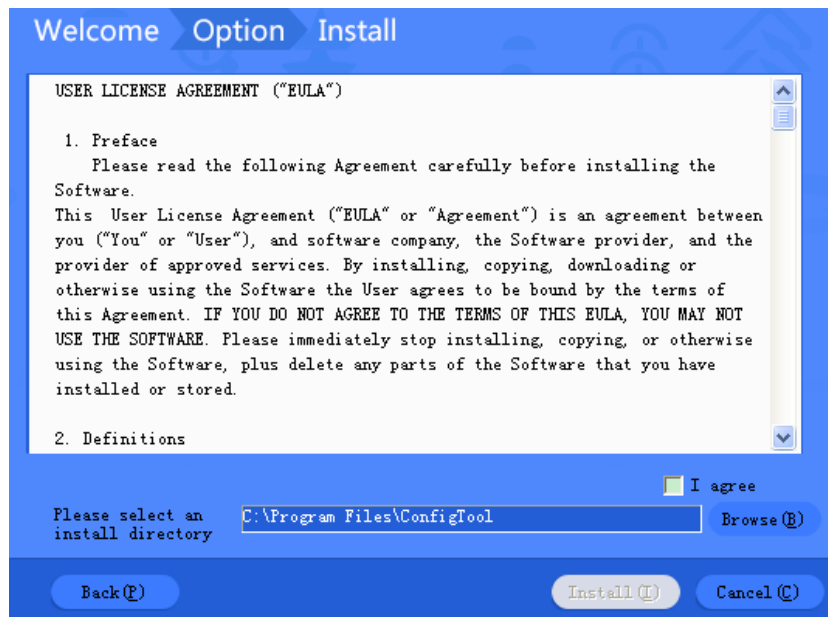 Welcome Option Install
USER LICENSE AGREEMENT ("EULA")
1. Preface
Please read the following Agreement carefully before installing the
Software.
This User License Agreement ("EULA" or "Agreement") is an agreement between
you ("You" or "User"), and software company, the Software provider, and the
provider of approved services. By installing, copying, downloading or
otherwise using the Software the User agrees to be bound by the terms of
this Agreement. IF YOU DO NOT AGREE TO THE TERMS OF THIS EULA, YOU MAY NOT
USE THE SOFTWARE. Please immediately stop installing, copying, or otherwise
using the Software, plus delete any parts of the Software that you have
installed or stored.
2. Definitions
I agree
Please select an
install directory
C:\Program Files\ConfigTool
Browse(B)
Back(P)
Install(I)
Cancel(C)